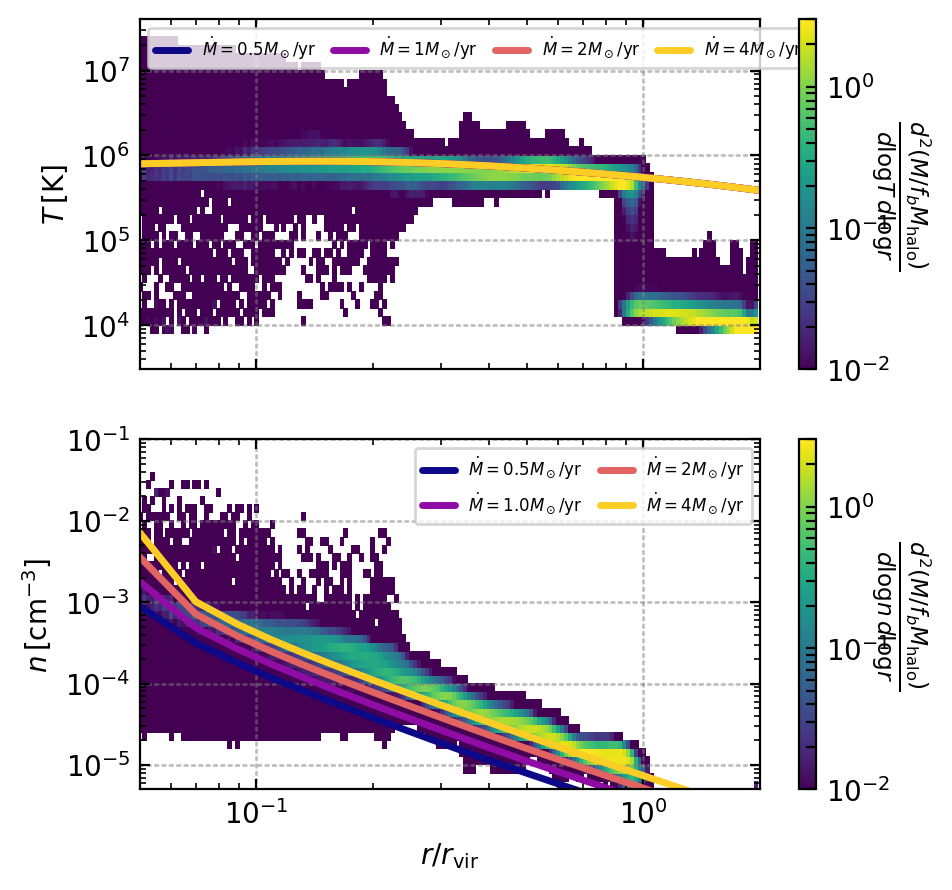 Ṁ = 0.5M⊙/yr Ṁ = 1M⊙/yr Ṁ = 2M⊙/yr Ṁ = 4M⊙/yr
10⁷
10⁶
10⁵
10⁴
T [K]
10⁰
10⁻¹
10⁻²
d²(M/f_b M_halo)
dlogT dlogr
Ṁ = 0.5M⊙/yr Ṁ = 2M⊙/yr
Ṁ = 1.0M⊙/yr Ṁ = 4M⊙/yr
10⁻¹
10⁻²
10⁻³
10⁻⁴
10⁻⁵
n [cm⁻³]
10⁻¹ 10⁰
r/r_vir
10⁰
10⁻¹
10⁻²
d²(M/f_b M_halo)
dlogn dlogr